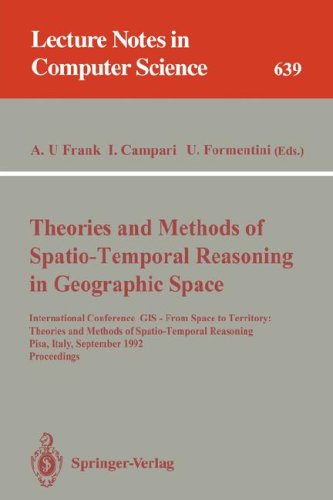 Lecture Notes in
Computer Science
639
A. U Frank I. Campari U. Formentini (Eds.)
Theories and Methods of
Spatio-Temporal Reasoning
in Geographic Space
International Conference GIS - From Space to Territory:
Theories and Methods of Spatio-Temporal Reasoning
Pisa, Italy, September 1992
Proceedings
Springer-Verlag